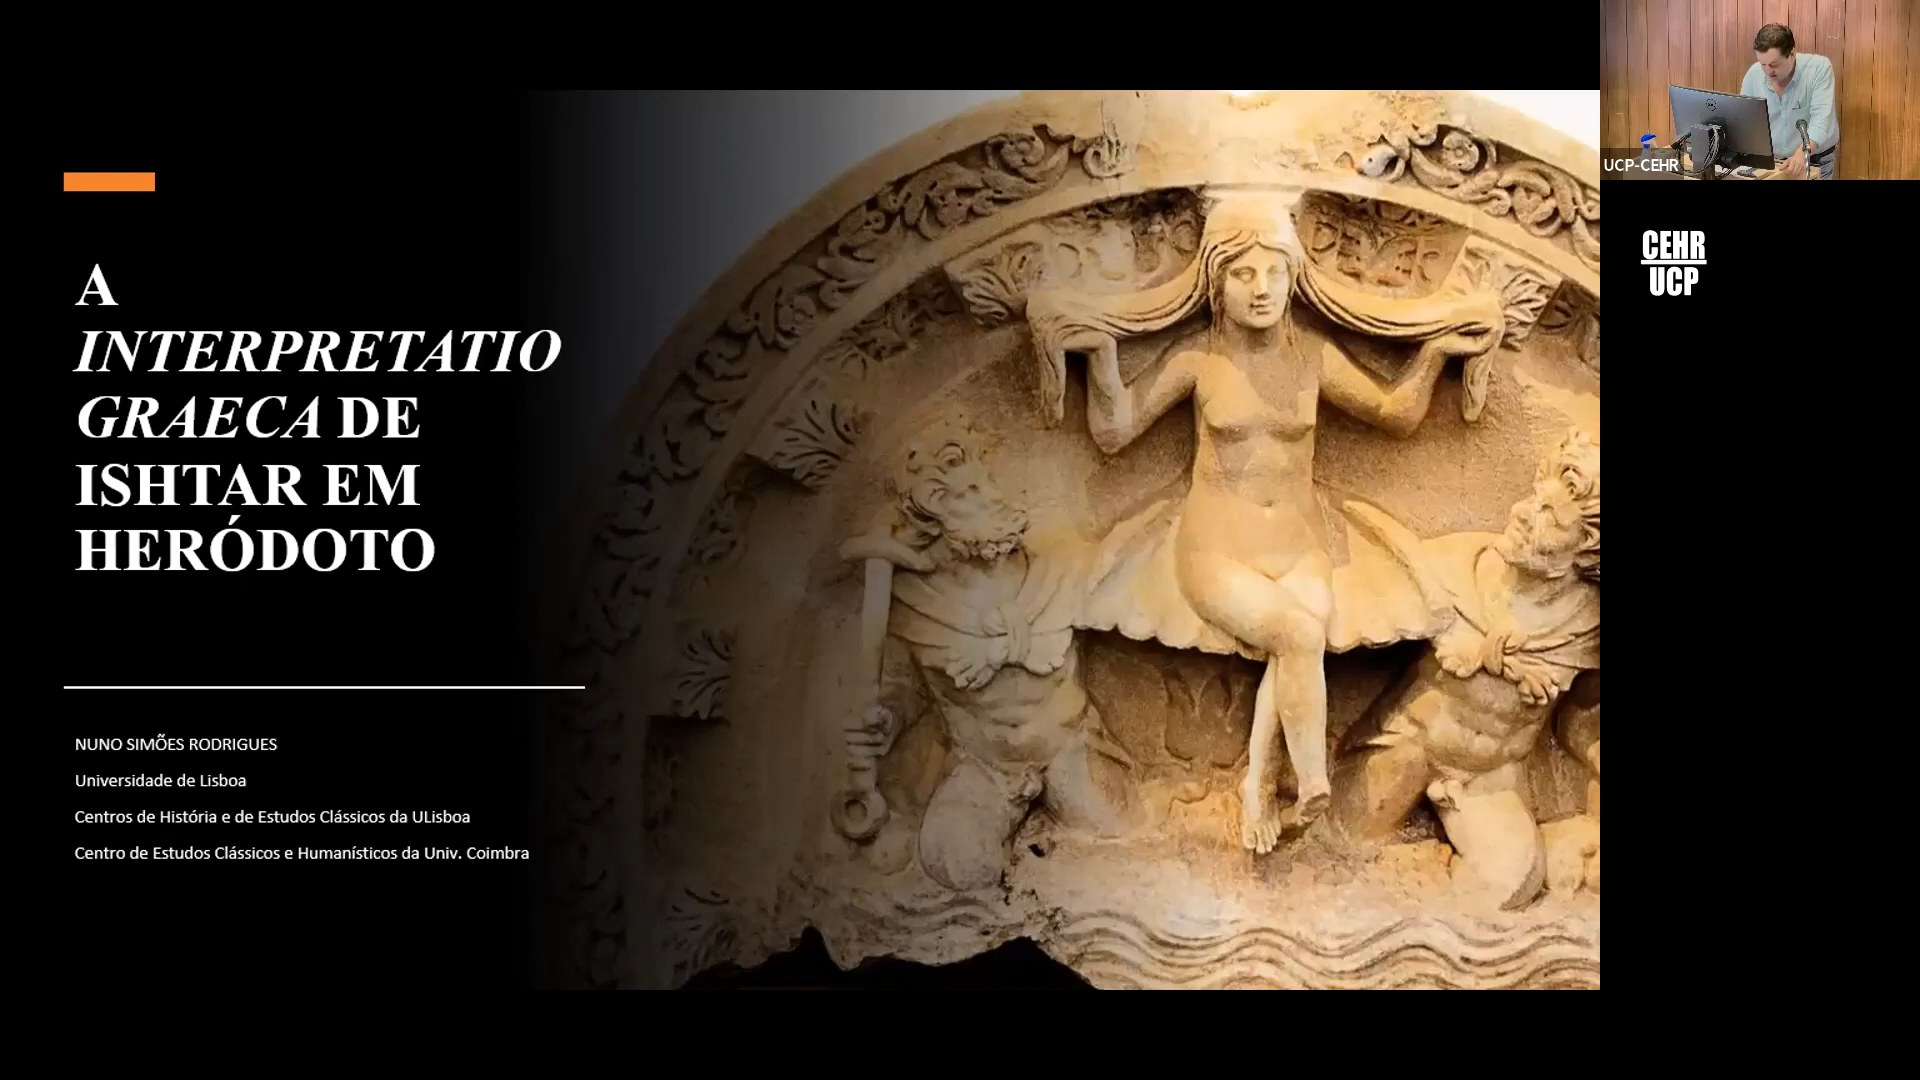 A
INTERPRETATIO
GRAECA DE
ISHTAR EM
HERÓDOTO
NUNO SIMÕES RODRIGUES
Universidade de Lisboa
Centros de História e de Estudos Clássicos da ULisboa
Centro de Estudos Clássicos e Humanísticos da Univ. Coimbra
UCP-CEHR
CEHR
UCP